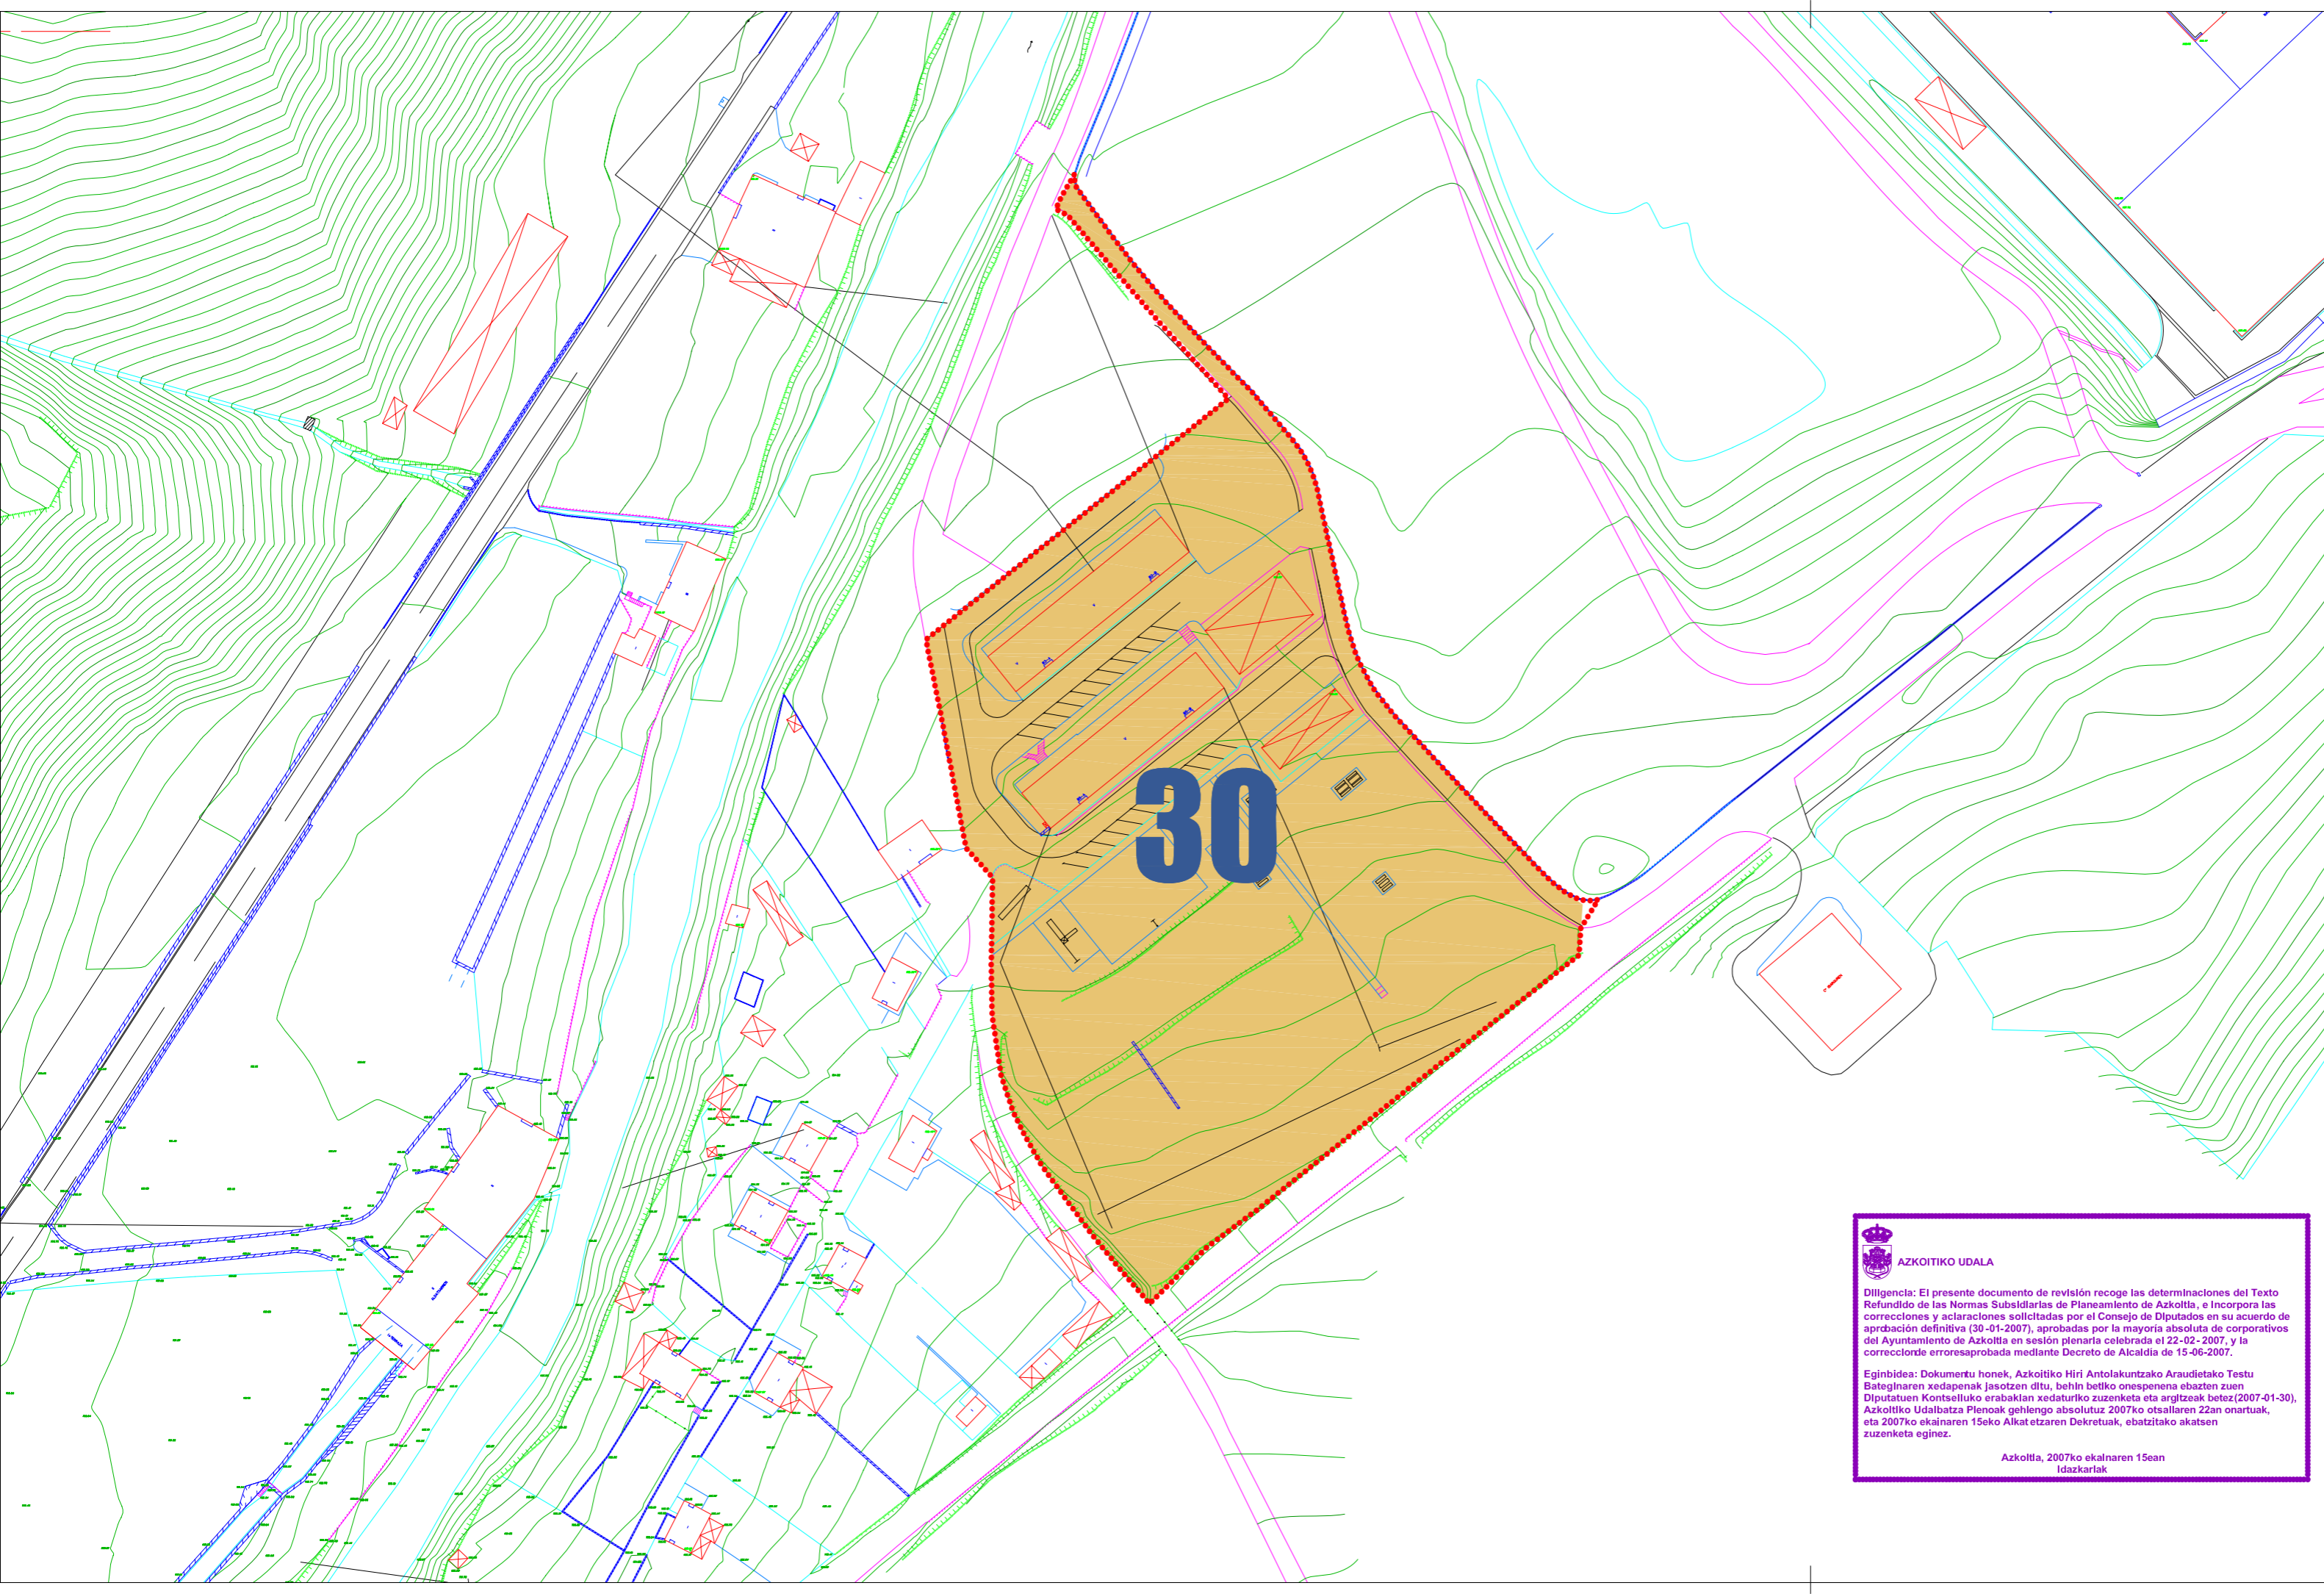 30
AZKOITIKO UDALA
Diligencia: El presente documento de revisión recoge las determinaciones del Texto
Refundido de las Normas Subsidiarias de Planeamiento de Azkoitia, e incorpora las
correcciones y aclaraciones solicitadas por el Consejo de Diputados en su acuerdo de
aprobación definitiva (30-01-2007), aprobadas por la mayoría absoluta de corporativos
del Ayuntamiento de Azkoitia en sesión plenaria celebrada el 22-02-2007, y la
correccionde erroresaprobada mediante Decreto de Alcaldia de 15-06-2007.
Eginbidea: Dokumentu honek, Azkoitiko Hiri Antolakuntzako Araudietako Testu
Bateginaren xedapenak jasotzen ditu, behin betiko onespenena ebazten zuen
Diputatuen Kontseiluko erabakian xedaturiko zuzenketa eta argitzeak betez(2007-01-30),
Azkoitiko Udalbatza Plenoak gehiengo absolutuz 2007ko otsailaren 22an onartuak,
eta 2007ko ekainaren 15eko Alkatetzaren Dekretuak, ebatzitako akatsen
zuzenketa eginez.
Azkoitia, 2007ko ekainaren 15ean
Idazkariak